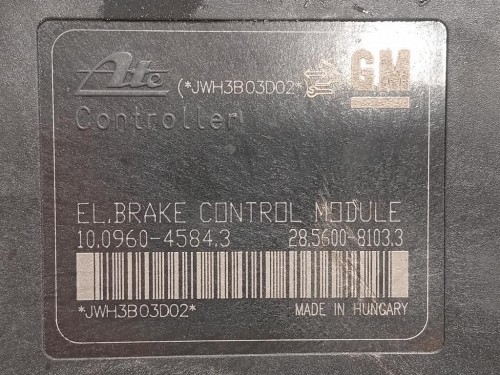 Ate (*JWH3B03D02*) GM
Controller
EL.BRAKE CONTROL MODULE
10.0960-4584.3 28.5600-8103.3
*JWH3B03D02* MADE IN HUNGARY